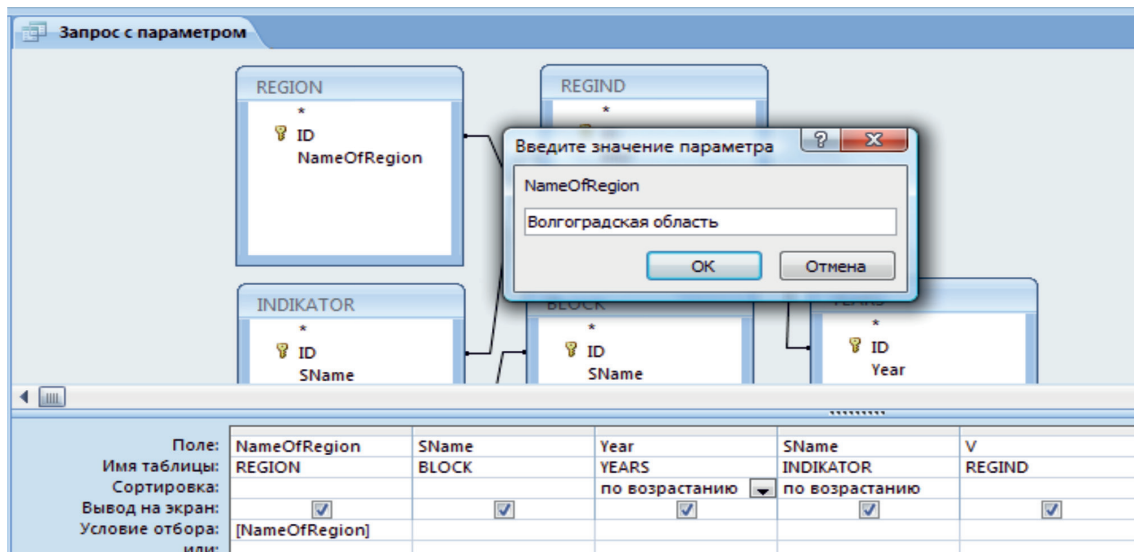 Запрос с параметром
REGION
*
ID
NameOfRegion
REGIND
*
Введите значение параметра
?
X
NameOfRegion
Волгоградская область
OK
Отмена
INDIKATOR
*
ID
SName
BLOCK
*
ID
SName
YEARS
*
ID
Year
Поле: NameOfRegion SName Year SName V
Имя таблицы: REGION BLOCK YEARS INDIKATOR REGIND
Сортировка: по возрастанию по возрастанию
Вывод на экран:
Условие отбора: [NameOfRegion]
или: